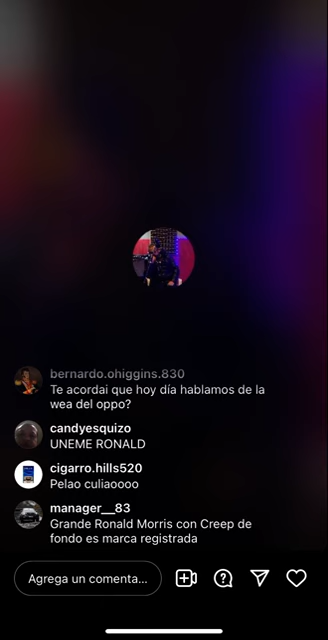 bernardo.ohiggins.830
Te acordai que hoy día hablamos de la
wea del oppo?
candyesquizo
UNEME RONALD
cigarro.hills520
Pelao culiaoooo
manager__83
Grande Ronald Morris con Creep de
fondo es marca registrada
Agrega un comenta...